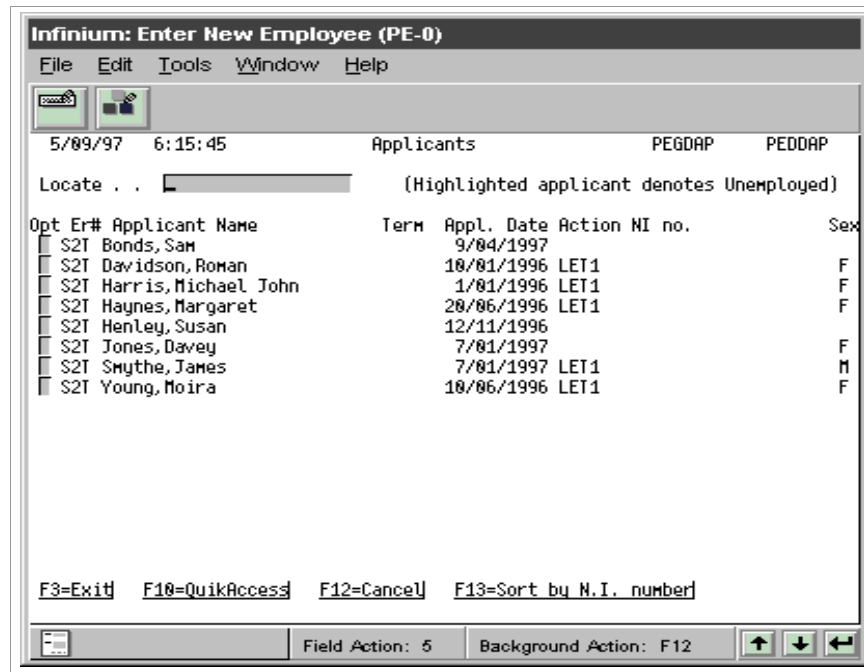 Infinium: Enter New Employee (PE-0)
File Edit Tools Window Help
5/09/97 6:15:45 Applicants PEGDAP PEDDAP
Locate . . (Highlighted applicant denotes Unemployed)
Opt Er# Applicant Name Term Appl. Date Action NI no. Sex
S2T Bonds,Sam 9/04/1997
S2T Davidson,Roman 10/01/1996 LET1 F
S2T Harris,Michael John 1/01/1996 LET1 F
S2T Haynes,Margaret 20/06/1996 LET1 F
S2T Henley,Susan 12/11/1996
S2T Jones,Davey 7/01/1997 F
S2T Smythe,James 7/01/1997 LET1 M
S2T Young,Moira 10/06/1996 LET1 F
F3=Exit F10=QuikAccess F12=Cancel F13=Sort by N.I. number
Field Action: 5 Background Action: F12